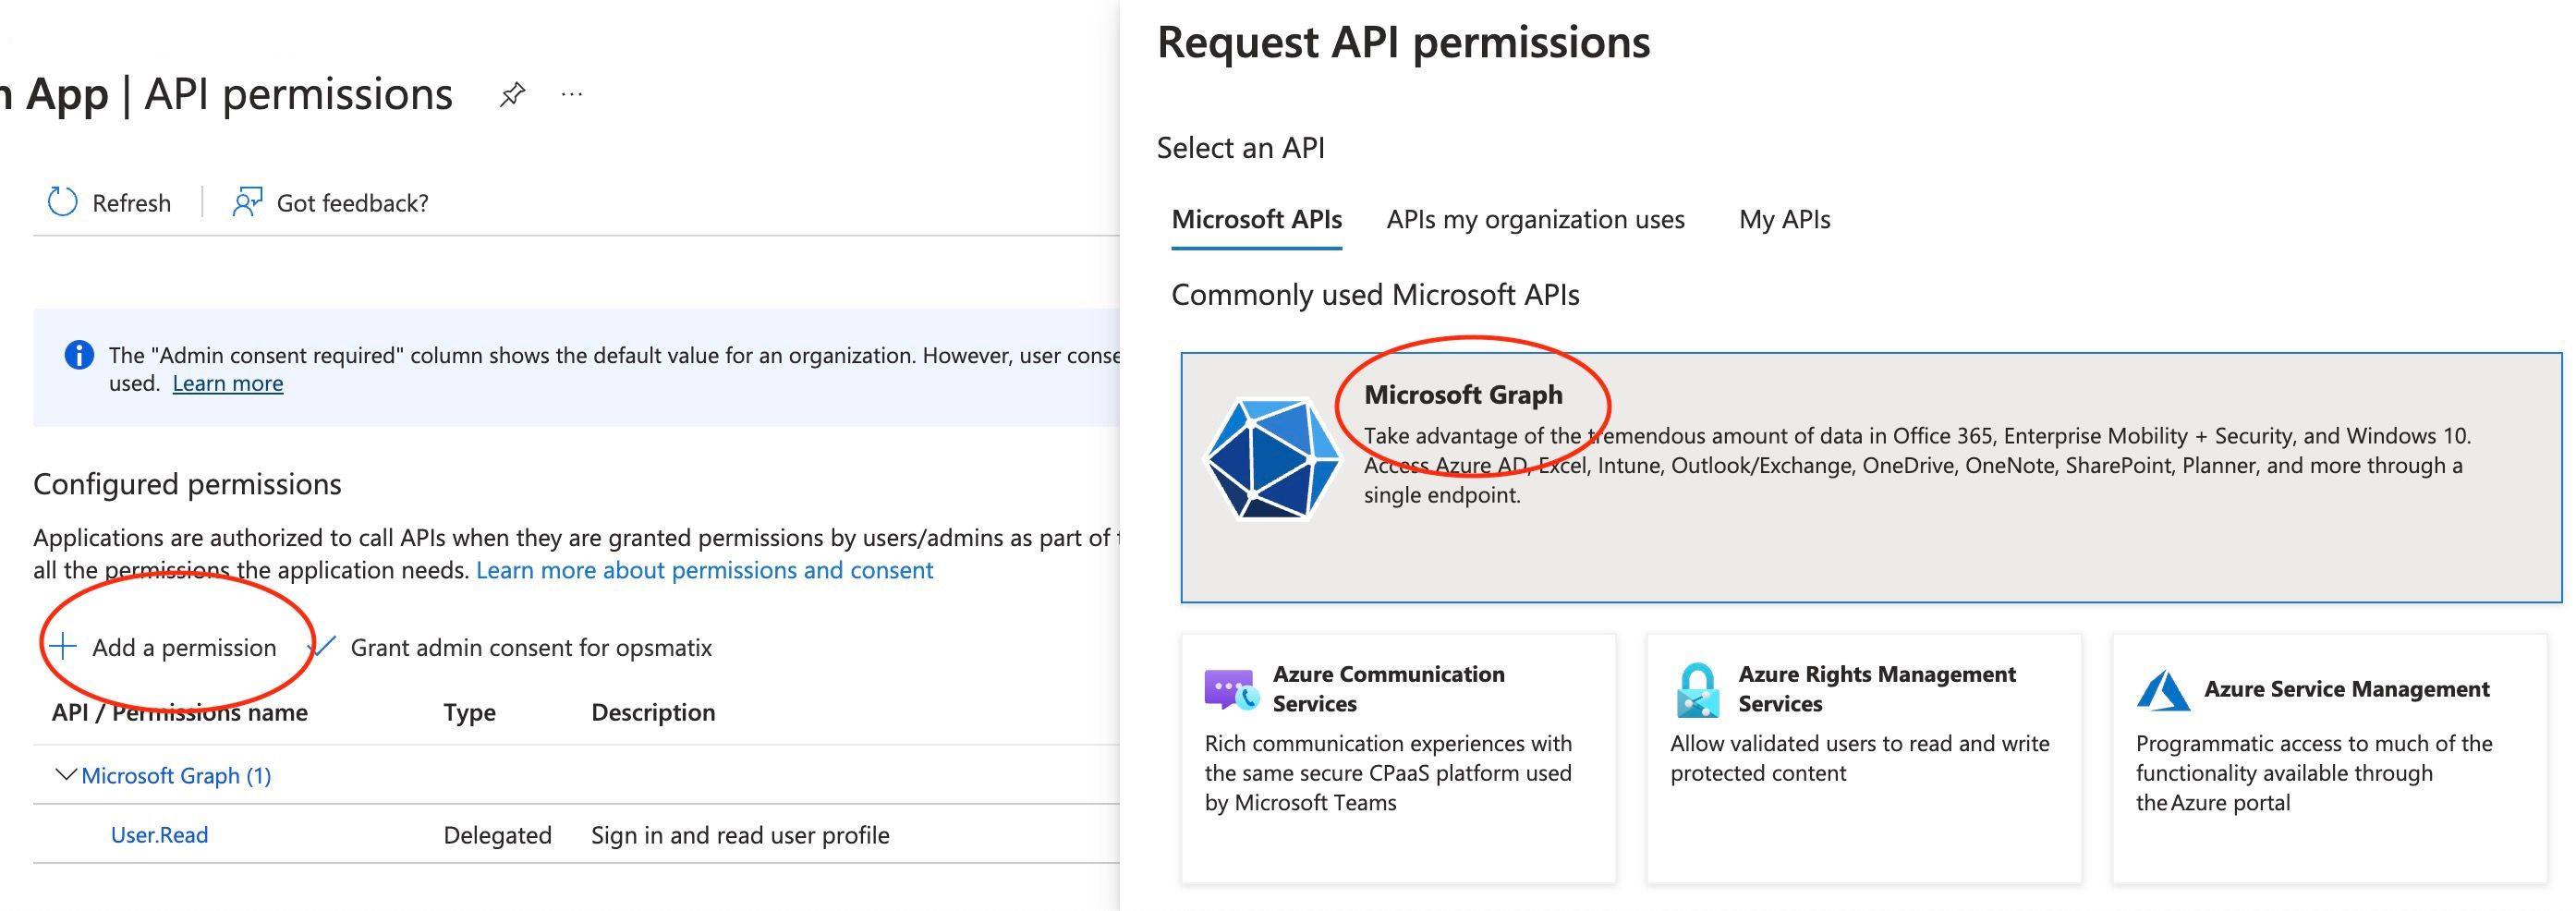 App | API permissions
...
Refresh
Got feedback?
The "Admin consent required" column shows the default value for an organization. However, user conse
used. Learn more
Configured permissions
Applications are authorized to call APIs when they are granted permissions by users/admins as part of
all the permissions the application needs. Learn more about permissions and consent
Add a permission
Grant admin consent for opsmatix
API / Permissions name
Type
Description
Microsoft Graph (1)
User.Read
Delegated
Sign in and read user profile
Request API permissions
Select an API
Microsoft APIs
APIs my organization uses
My APIs
Commonly used Microsoft APIs
Microsoft Graph
Take advantage of the tremendous amount of data in Office 365, Enterprise Mobility + Security, and Windows 10.
Access Azure AD, Excel, Intune, Outlook/Exchange, OneDrive, OneNote, SharePoint, Planner, and more through a
single endpoint.
Azure Communication
Services
Rich communication experiences with
the same secure CPaaS platform used
by Microsoft Teams
Azure Rights Management
Services
Allow validated users to read and write
protected content
Azure Service Management
Programmatic access to much of the
functionality available through
the Azure portal